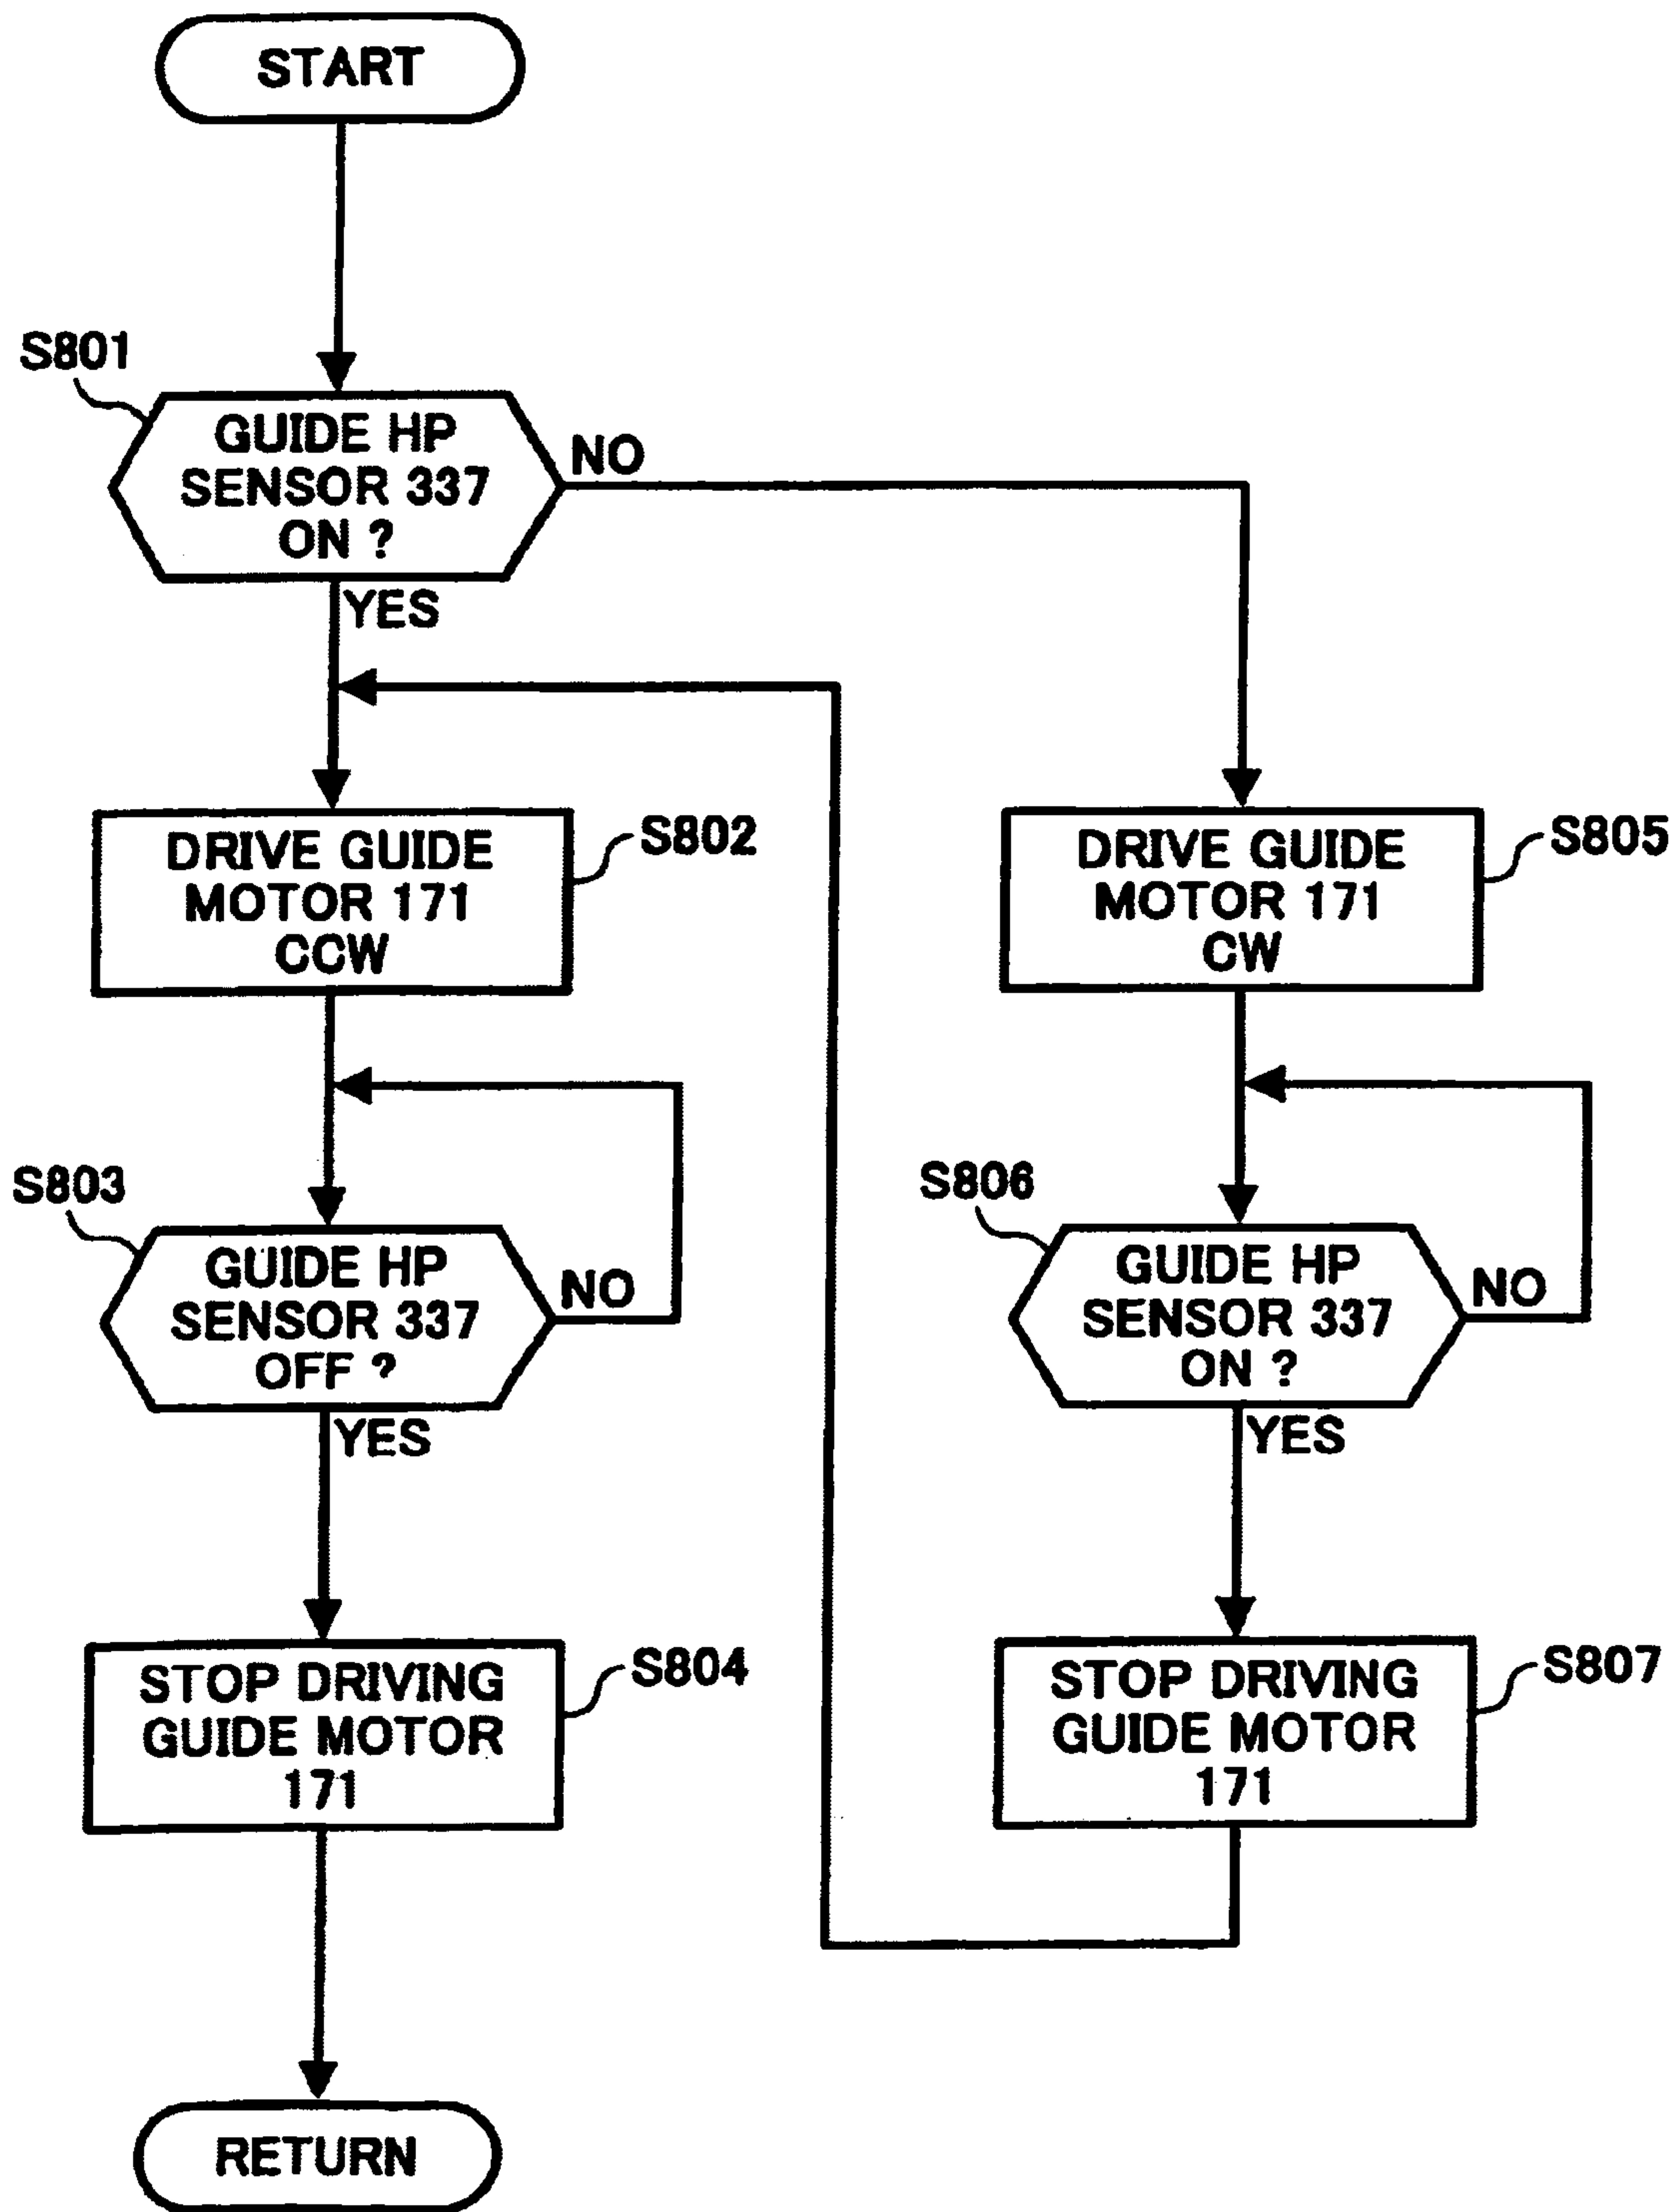 START
S801
GUIDE HP
SENSOR 337
ON ?
NO
YES
DRIVE GUIDE
MOTOR 171
CCW
S802
DRIVE GUIDE
MOTOR 171
CW
S805
S803
GUIDE HP
SENSOR 337
OFF ?
NO
YES
S806
GUIDE HP
SENSOR 337
ON ?
NO
YES
STOP DRIVING
GUIDE MOTOR
171
S804
STOP DRIVING
GUIDE MOTOR
171
S807
RETURN